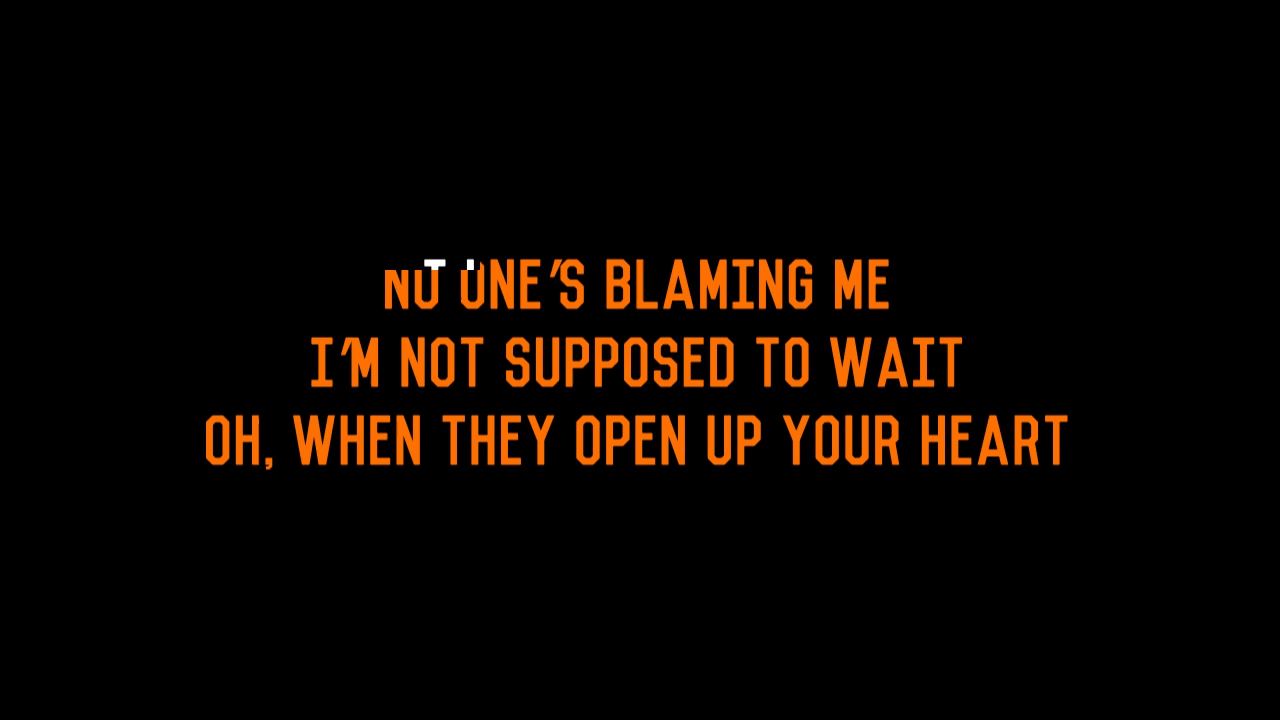 NO ONE'S BLAMING ME
I'M NOT SUPPOSED TO WAIT
OH, WHEN THEY OPEN UP YOUR HEART